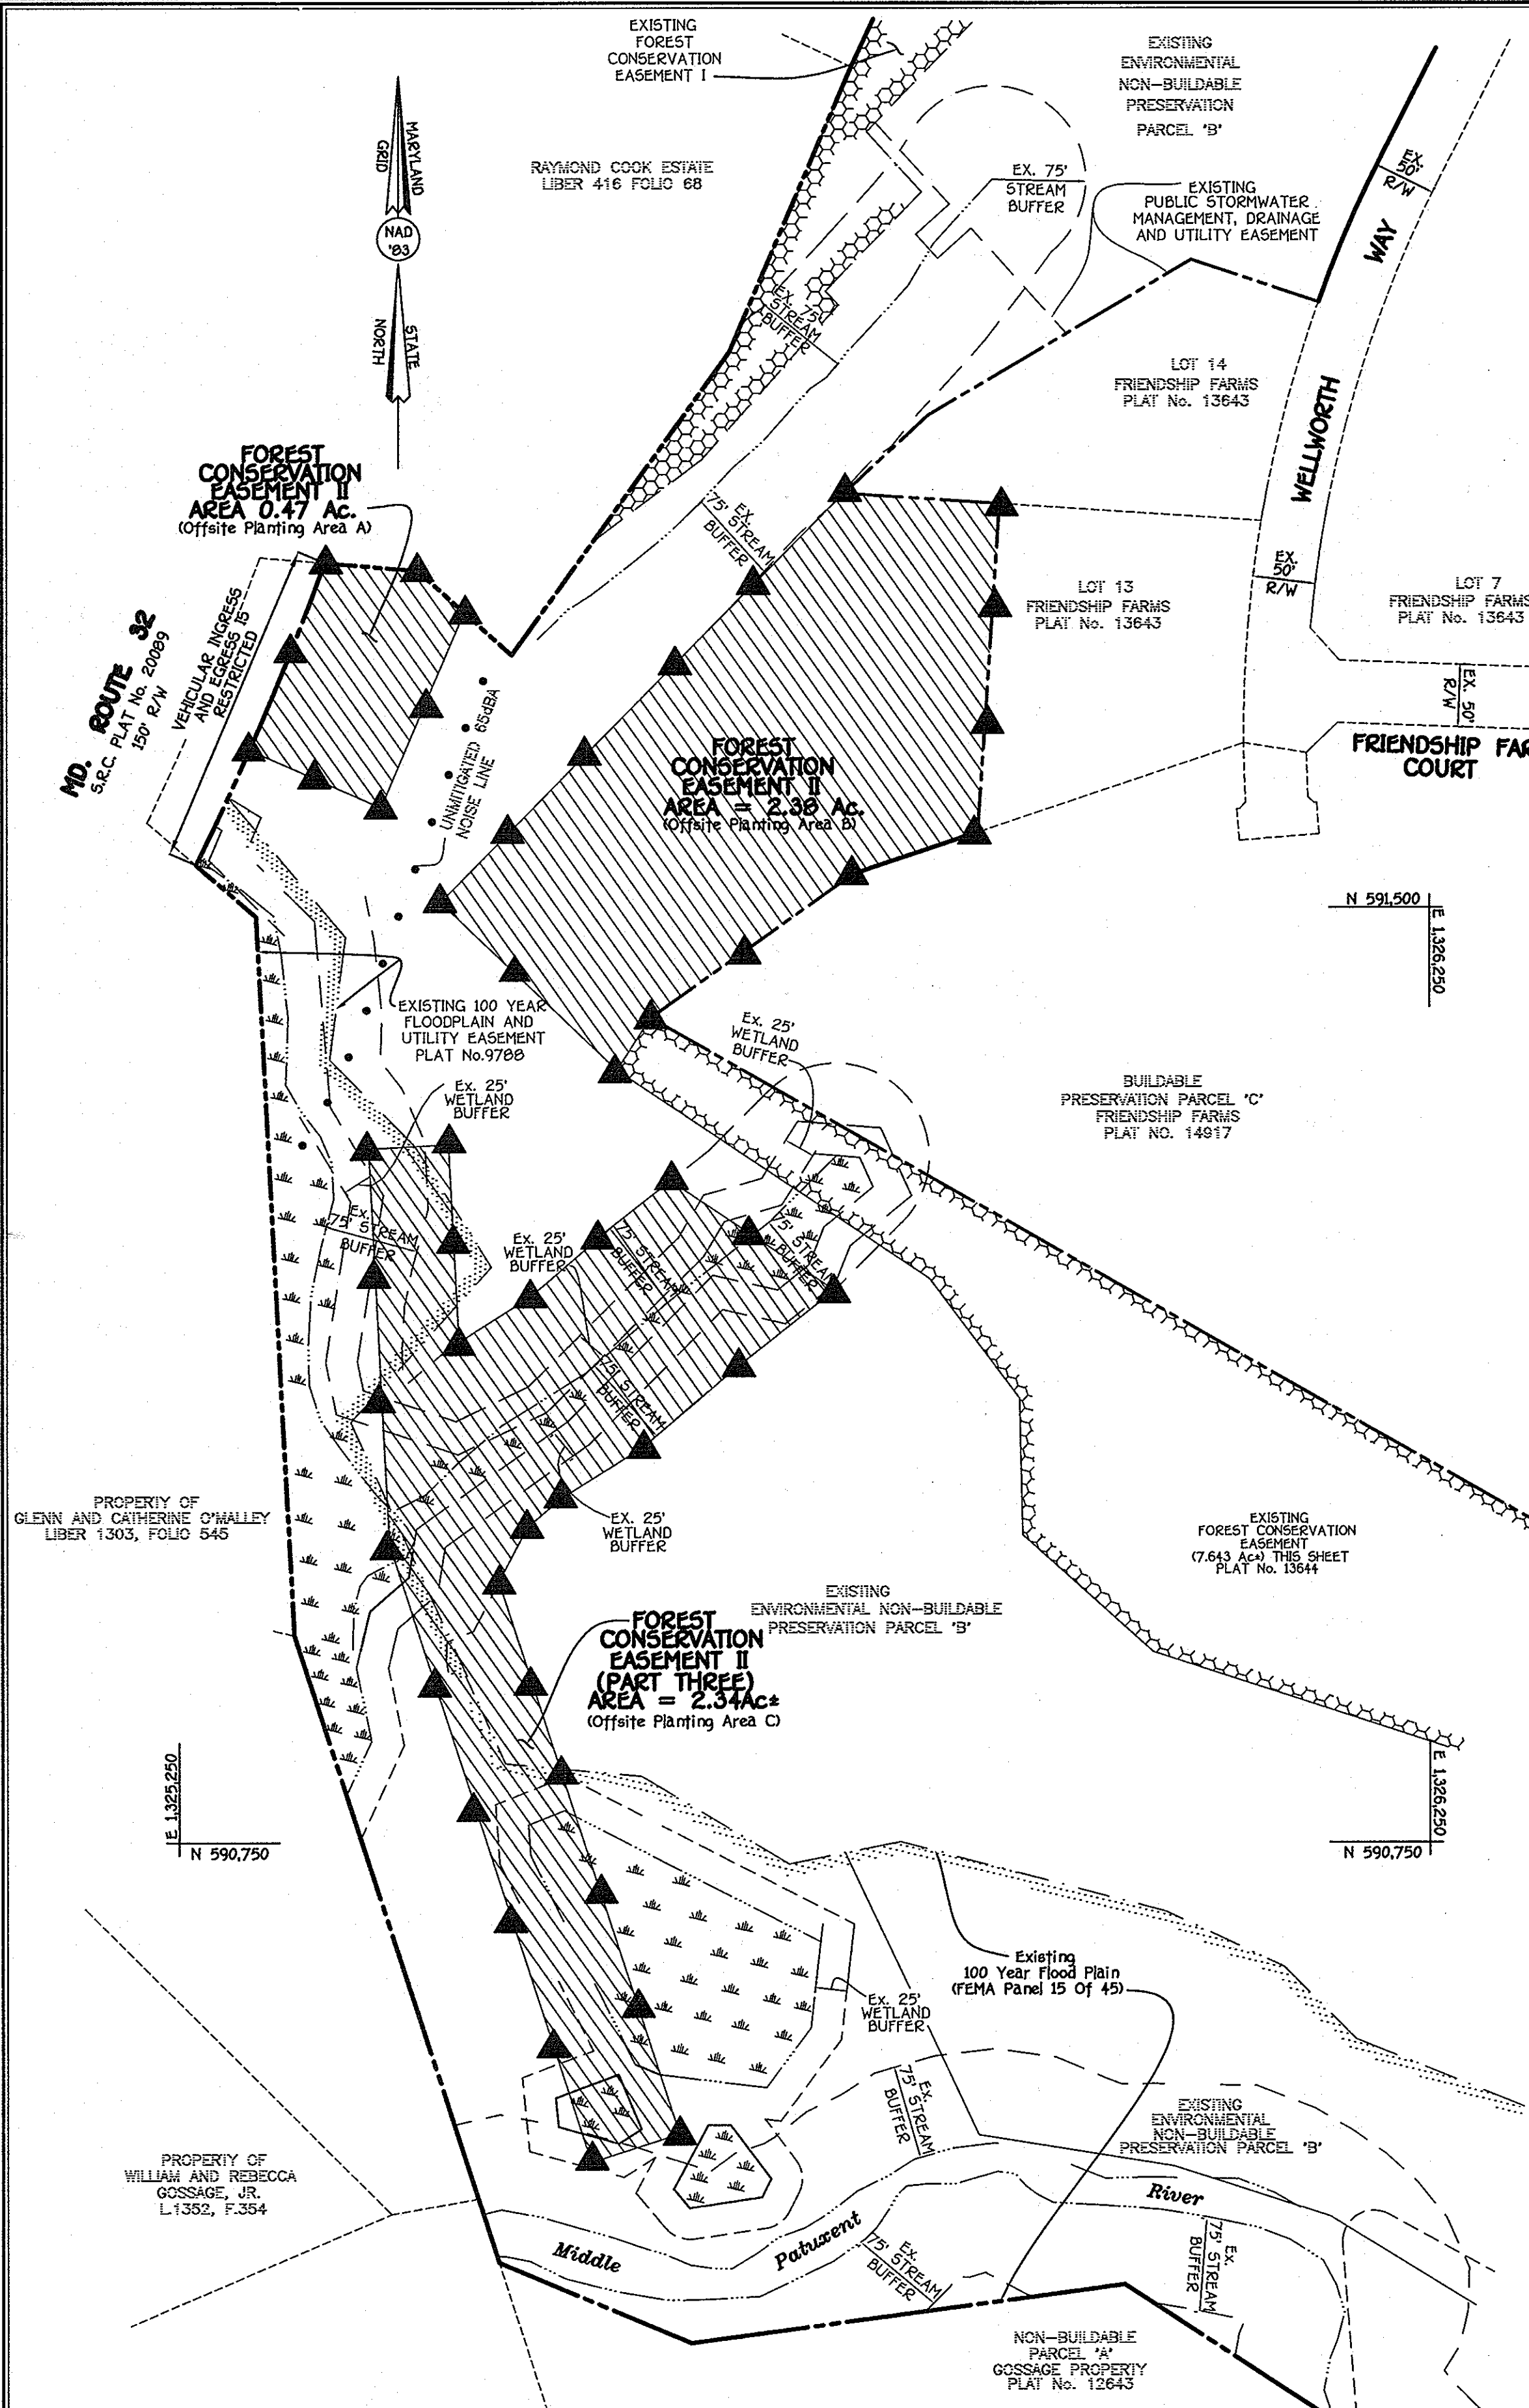 EXISTING
FOREST
CONSERVATION
EASEMENT I
EXISTING
ENVIRONMENTAL
NON-BUILDABLE
PRESERVATION
PARCEL 'B'
MARYLAND
GRID
NAD
'83
STATE
NORTH
RAYMOND COOK ESTATE
LIBER 416 FOLIO 68
EX. 75'
STREAM
BUFFER
EXISTING
PUBLIC STORMWATER
MANAGEMENT, DRAINAGE
AND UTILITY EASEMENT
EX.
50'
R/W
WELLWORTH WAY
EX. 75'
STREAM
BUFFER
LOT 14
FRIENDSHIP FARMS
PLAT No. 13643
FOREST
CONSERVATION
EASEMENT II
AREA 0.47 Ac.
(Offsite Planting Area A)
EX.
75' STREAM
BUFFER
EX.
50'
R/W
LOT 13
FRIENDSHIP FARMS
PLAT No. 13643
LOT 7
FRIENDSHIP FARMS
PLAT No. 13643
MD. ROUTE 32
S.R.C. PLAT No. 20089
150' R/W
VEHICULAR INGRESS
AND EGRESS IS
RESTRICTED
UNMITIGATED 65dBA
NOISE LINE
EX. 50'
R/W
FRIENDSHIP FAR
COURT
FOREST
CONSERVATION
EASEMENT II
AREA = 2.38 Ac.
(Offsite Planting Area B)
N 591,500
E 1,326,250
EXISTING 100 YEAR
FLOODPLAIN AND
UTILITY EASEMENT
PLAT No.9788
Ex. 25'
WETLAND
BUFFER
Ex. 25'
WETLAND
BUFFER
BUILDABLE
PRESERVATION PARCEL 'C'
FRIENDSHIP FARMS
PLAT NO. 14917
Ex.
75' STREAM
BUFFER
Ex. 25'
WETLAND
BUFFER
75' STREAM
BUFFER
75' STREAM
BUFFER
75' STREAM
BUFFER
PROPERTY OF
GLENN AND CATHERINE O'MALLEY
LIBER 1303, FOLIO 545
EX. 25'
WETLAND
BUFFER
EXISTING
FOREST CONSERVATION
EASEMENT
(7.643 Ac±) THIS SHEET
PLAT No. 13644
EXISTING
ENVIRONMENTAL NON-BUILDABLE
PRESERVATION PARCEL 'B'
FOREST
CONSERVATION
EASEMENT II
(PART THREE)
AREA = 2.34Ac±
(Offsite Planting Area C)
E 1,325,250
N 590,750
E 1,326,250
N 590,750
Existing
100 Year Flood Plain
(FEMA Panel 15 Of 45)
Ex. 25'
WETLAND
BUFFER
EX.
75' STREAM
BUFFER
EXISTING
ENVIRONMENTAL
NON-BUILDABLE
PRESERVATION PARCEL 'B'
PROPERTY OF
WILLIAM AND REBECCA
GOSSAGE, JR.
L.1352, F.354
Middle Patuxent River
EX.
75' STREAM
BUFFER
EX.
75' STREAM
BUFFER
NON-BUILDABLE
PARCEL 'A'
GOSSAGE PROPERTY
PLAT No. 12643